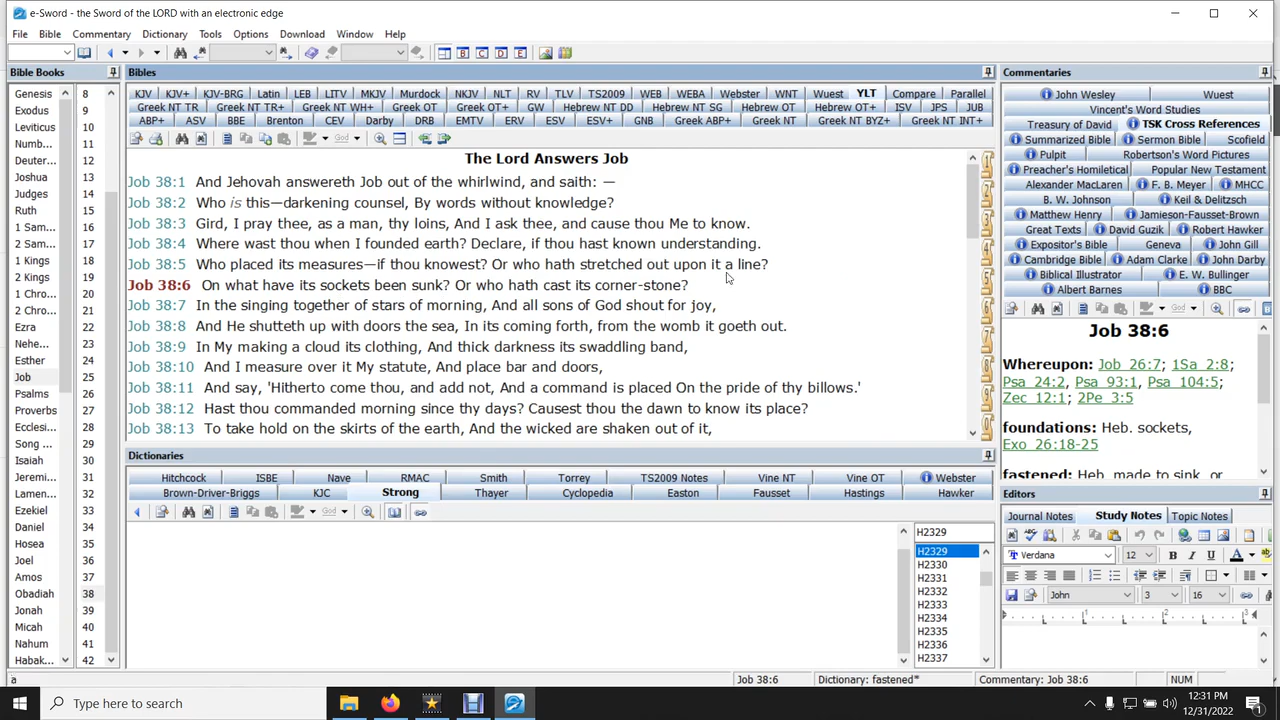 e-Sword - the Sword of the LORD with an electronic edge
File Bible Commentary Dictionary Tools Options Download Window Help
B C D E
Bible Books
Genesis
Exodus
Leviticus
Numb...
Deuter...
Joshua
Judges
Ruth
1 Sam...
2 Sam...
1 Kings
2 Kings
1 Chro...
2 Chro...
Ezra
Nehe...
Esther
Job
Psalms
Proverbs
Ecclesi...
Song ...
Isaiah
Jeremi...
Lamen...
Ezekiel
Daniel
Hosea
Joel
Amos
Obadiah
Jonah
Micah
Nahum
Habak...
8
9
10
11
12
13
14
15
16
17
18
19
20
21
22
23
24
25
26
27
28
29
30
31
32
33
34
35
36
37
38
39
40
41
42
Bibles
KJV KJV+ KJV-BRG Latin LEB LITV MKJV Murdock NKJV NLT RV TLV TS2009 WEB WEBA Webster WNT Wuest YLT Compare Parallel
Greek NT TR Greek NT TR+ Greek NT WH+ Greek OT Greek OT+ GW Hebrew NT DD Hebrew NT SG Hebrew OT Hebrew OT+ ISV JPS JUB
ABP+ ASV BBE Brenton CEV Darby DRB EMTV ERV ESV ESV+ GNB Greek ABP+ Greek NT Greek NT BYZ+ Greek NT INT+
God
The Lord Answers Job
Job 38:1 And Jehovah answereth Job out of the whirlwind, and saith: —
Job 38:2 Who is this—darkening counsel, By words without knowledge?
Job 38:3 Gird, I pray thee, as a man, thy loins, And I ask thee, and cause thou Me to know.
Job 38:4 Where wast thou when I founded earth? Declare, if thou hast known understanding.
Job 38:5 Who placed its measures—if thou knowest? Or who hath stretched out upon it a line?
Job 38:6 On what have its sockets been sunk? Or who hath cast its corner-stone?
Job 38:7 In the singing together of stars of morning, And all sons of God shout for joy,
Job 38:8 And He shutteth up with doors the sea, In its coming forth, from the womb it goeth out.
Job 38:9 In My making a cloud its clothing, And thick darkness its swaddling band,
Job 38:10 And I measure over it My statute, And place bar and doors,
Job 38:11 And say, 'Hitherto come thou, and add not, And a command is placed On the pride of thy billows.'
Job 38:12 Hast thou commanded morning since thy days? Causest thou the dawn to know its place?
Job 38:13 To take hold on the skirts of the earth, And the wicked are shaken out of it,
Dictionaries
Hitchcock ISBE Nave RMAC Smith Torrey TS2009 Notes Vine NT Vine OT Webster
Brown-Driver-Briggs KJC Strong Thayer Cyclopedia Easton Fausset Hastings Hawker
God
H2329
H2329
H2330
H2331
H2332
H2333
H2334
H2335
H2336
H2337
Commentaries
John Wesley Wuest
Vincent's Word Studies
Treasury of David TSK Cross References
Summarized Bible Sermon Bible Scofield
Pulpit Robertson's Word Pictures
Preacher's Homiletical Popular New Testament
Alexander MacLaren F. B. Meyer MHCC
B. W. Johnson Keil & Delitzsch
Matthew Henry Jamieson-Fausset-Brown
Great Texts David Guzik Robert Hawker
Expositor's Bible Geneva John Gill
Cambridge Bible Adam Clarke John Darby
Biblical Illustrator E. W. Bullinger
Albert Barnes BBC
God
Job 38:6
Whereupon: Job 26:7; 1Sa 2:8;
Psa 24:2, Psa 93:1, Psa 104:5;
Zec 12:1; 2Pe 3:5
foundations: Heb. sockets,
Exo 26:18-25
fastened: Heb. made to sink, or
Editors
Journal Notes Study Notes Topic Notes
Verdana 12 B I U A ab
John 3 16
1 2 3
a Job 38:6 Dictionary: fastened* Commentary: Job 38:6 NUM
Type here to search
12:31 PM
12/31/2022
1